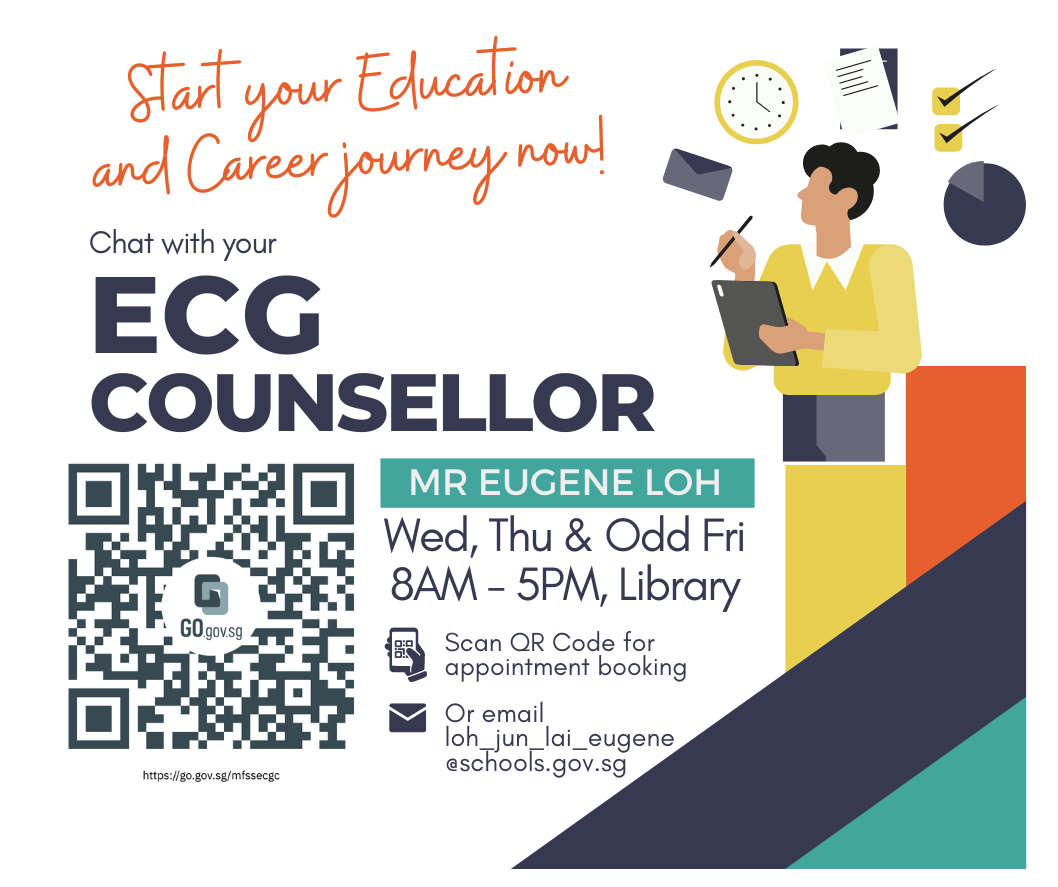 Start your Education
and Career journey now!
Chat with your
ECG
COUNSELLOR
MR EUGENE LOH
Wed, Thu & Odd Fri
8AM – 5PM, Library
GO.gov.sg
Scan QR Code for
appointment booking
Or email
loh_jun_lai_eugene
@schools.gov.sg
https://go.gov.sg/mfssecgc